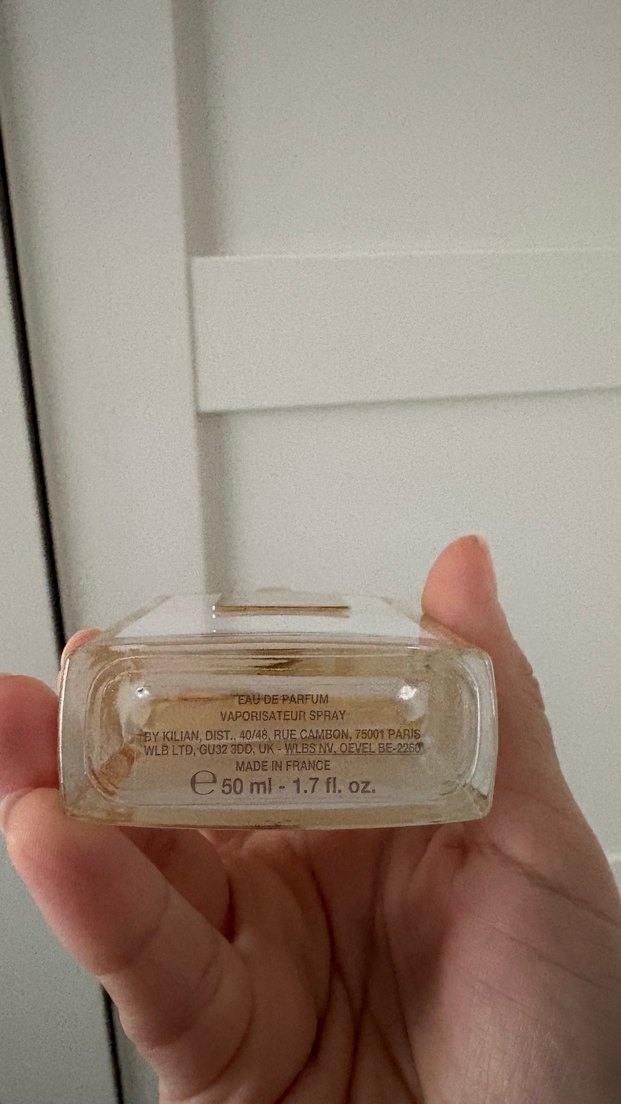 EAU DE PARFUM
VAPORISATEUR SPRAY
BY KILIAN, DIST.. 40/48, RUE CAMBON, 75001 PARIS
WLB LTD, GU32 3DD, UK - WLBS NV, OEVEL BE-2260
MADE IN FRANCE
℮ 50 ml - 1.7 fl. oz.